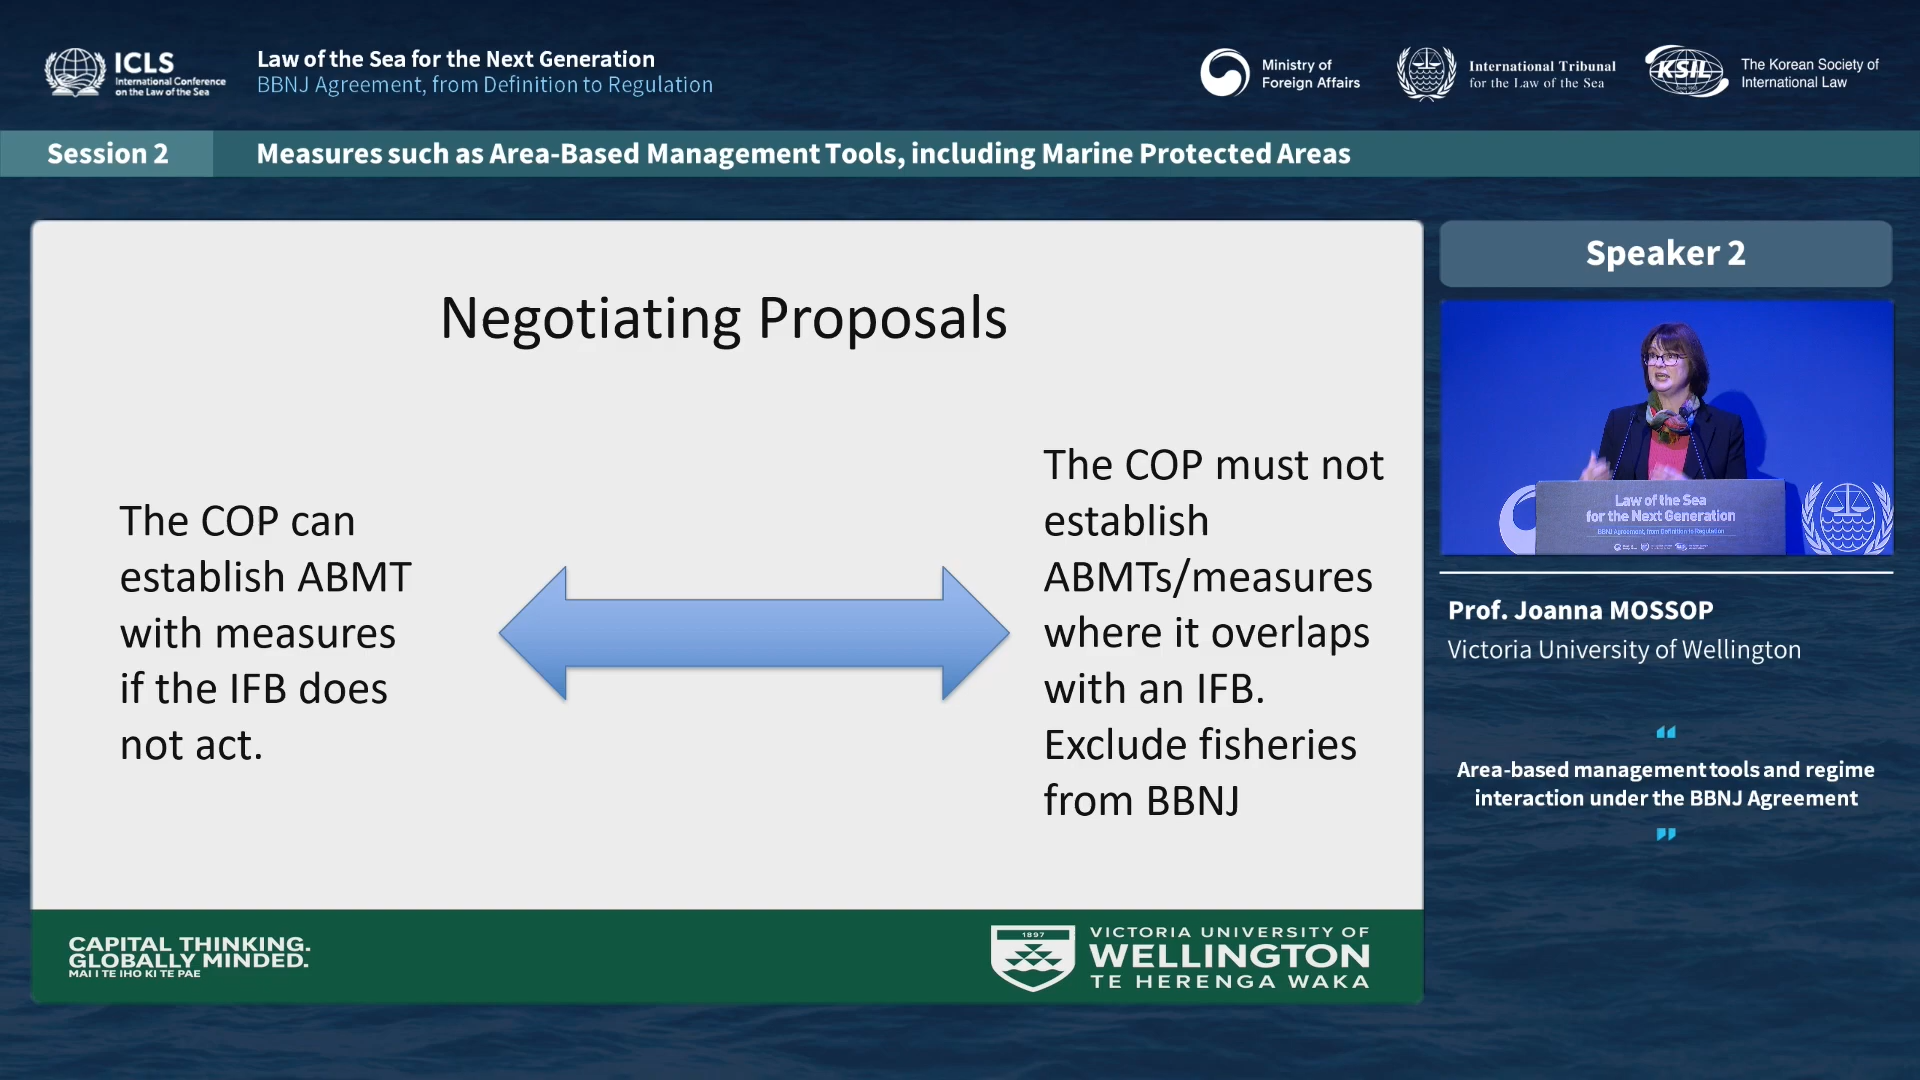 ICLS
International Conference
on the Law of the Sea
Law of the Sea for the Next Generation
BBNJ Agreement, from Definition to Regulation
Ministry of
Foreign Affairs
International Tribunal
for the Law of the Sea
KSIL
The Korean Society of
International Law
Session 2
Measures such as Area-Based Management Tools, including Marine Protected Areas
Negotiating Proposals
The COP can
establish ABMT
with measures
if the IFB does
not act.
The COP must not
establish
ABMTs/measures
where it overlaps
with an IFB.
Exclude fisheries
from BBNJ
CAPITAL THINKING.
GLOBALLY MINDED.
MAI I TE IHO KI TE PAE
1897
VICTORIA UNIVERSITY OF
WELLINGTON
TE HERENGA WAKA
Speaker 2
Law of the Sea
for the Next Generation
BBNJ Agreement, from Definition to Regulation
Prof. Joanna MOSSOP
Victoria University of Wellington
“
Area-based management tools and regime
interaction under the BBNJ Agreement
”